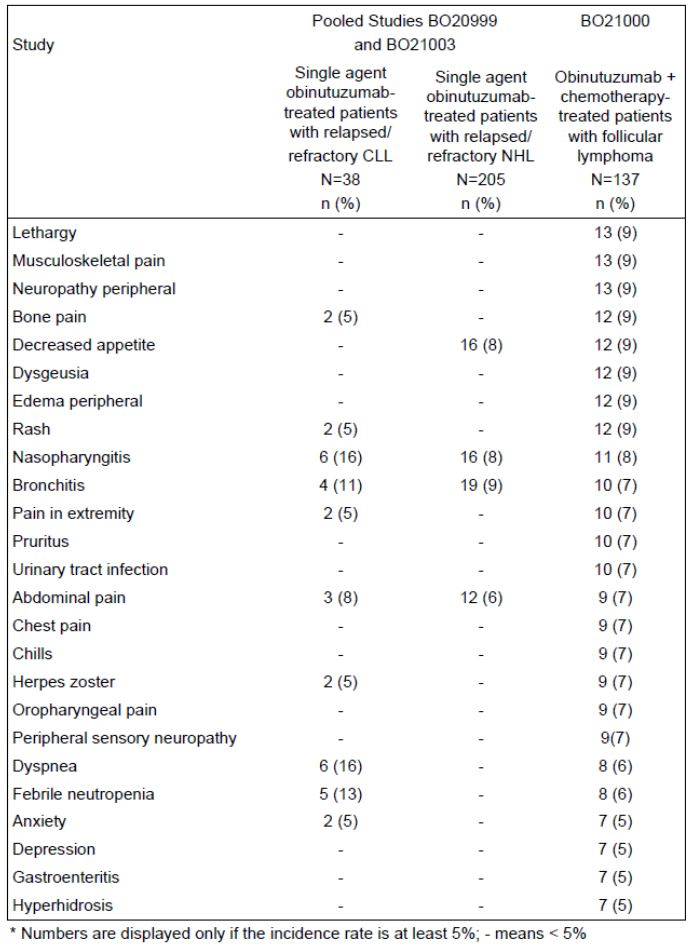 Study Pooled Studies BO20999 and BO21003 BO21000
Single agent obinutuzumab-treated patients with relapsed/ refractory CLL Single agent obinutuzumab-treated patients with relapsed/ refractory NHL Obinutuzumab + chemotherapy-treated patients with follicular lymphoma
N=38 N=205 N=137
n (%) n (%) n (%)
Lethargy - - 13 (9)
Musculoskeletal pain - - 13 (9)
Neuropathy peripheral - - 13 (9)
Bone pain 2 (5) - 12 (9)
Decreased appetite - 16 (8) 12 (9)
Dysgeusia - - 12 (9)
Edema peripheral - - 12 (9)
Rash 2 (5) - 12 (9)
Nasopharyngitis 6 (16) 16 (8) 11 (8)
Bronchitis 4 (11) 19 (9) 10 (7)
Pain in extremity 2 (5) - 10 (7)
Pruritus - - 10 (7)
Urinary tract infection - - 10 (7)
Abdominal pain 3 (8) 12 (6) 9 (7)
Chest pain - - 9 (7)
Chills - - 9 (7)
Herpes zoster 2 (5) - 9 (7)
Oropharyngeal pain - - 9 (7)
Peripheral sensory neuropathy - - 9(7)
Dyspnea 6 (16) - 8 (6)
Febrile neutropenia 5 (13) - 8 (6)
Anxiety 2 (5) - 7 (5)
Depression - - 7 (5)
Gastroenteritis - - 7 (5)
Hyperhidrosis - - 7 (5)
* Numbers are displayed only if the incidence rate is at least 5%; - means < 5%